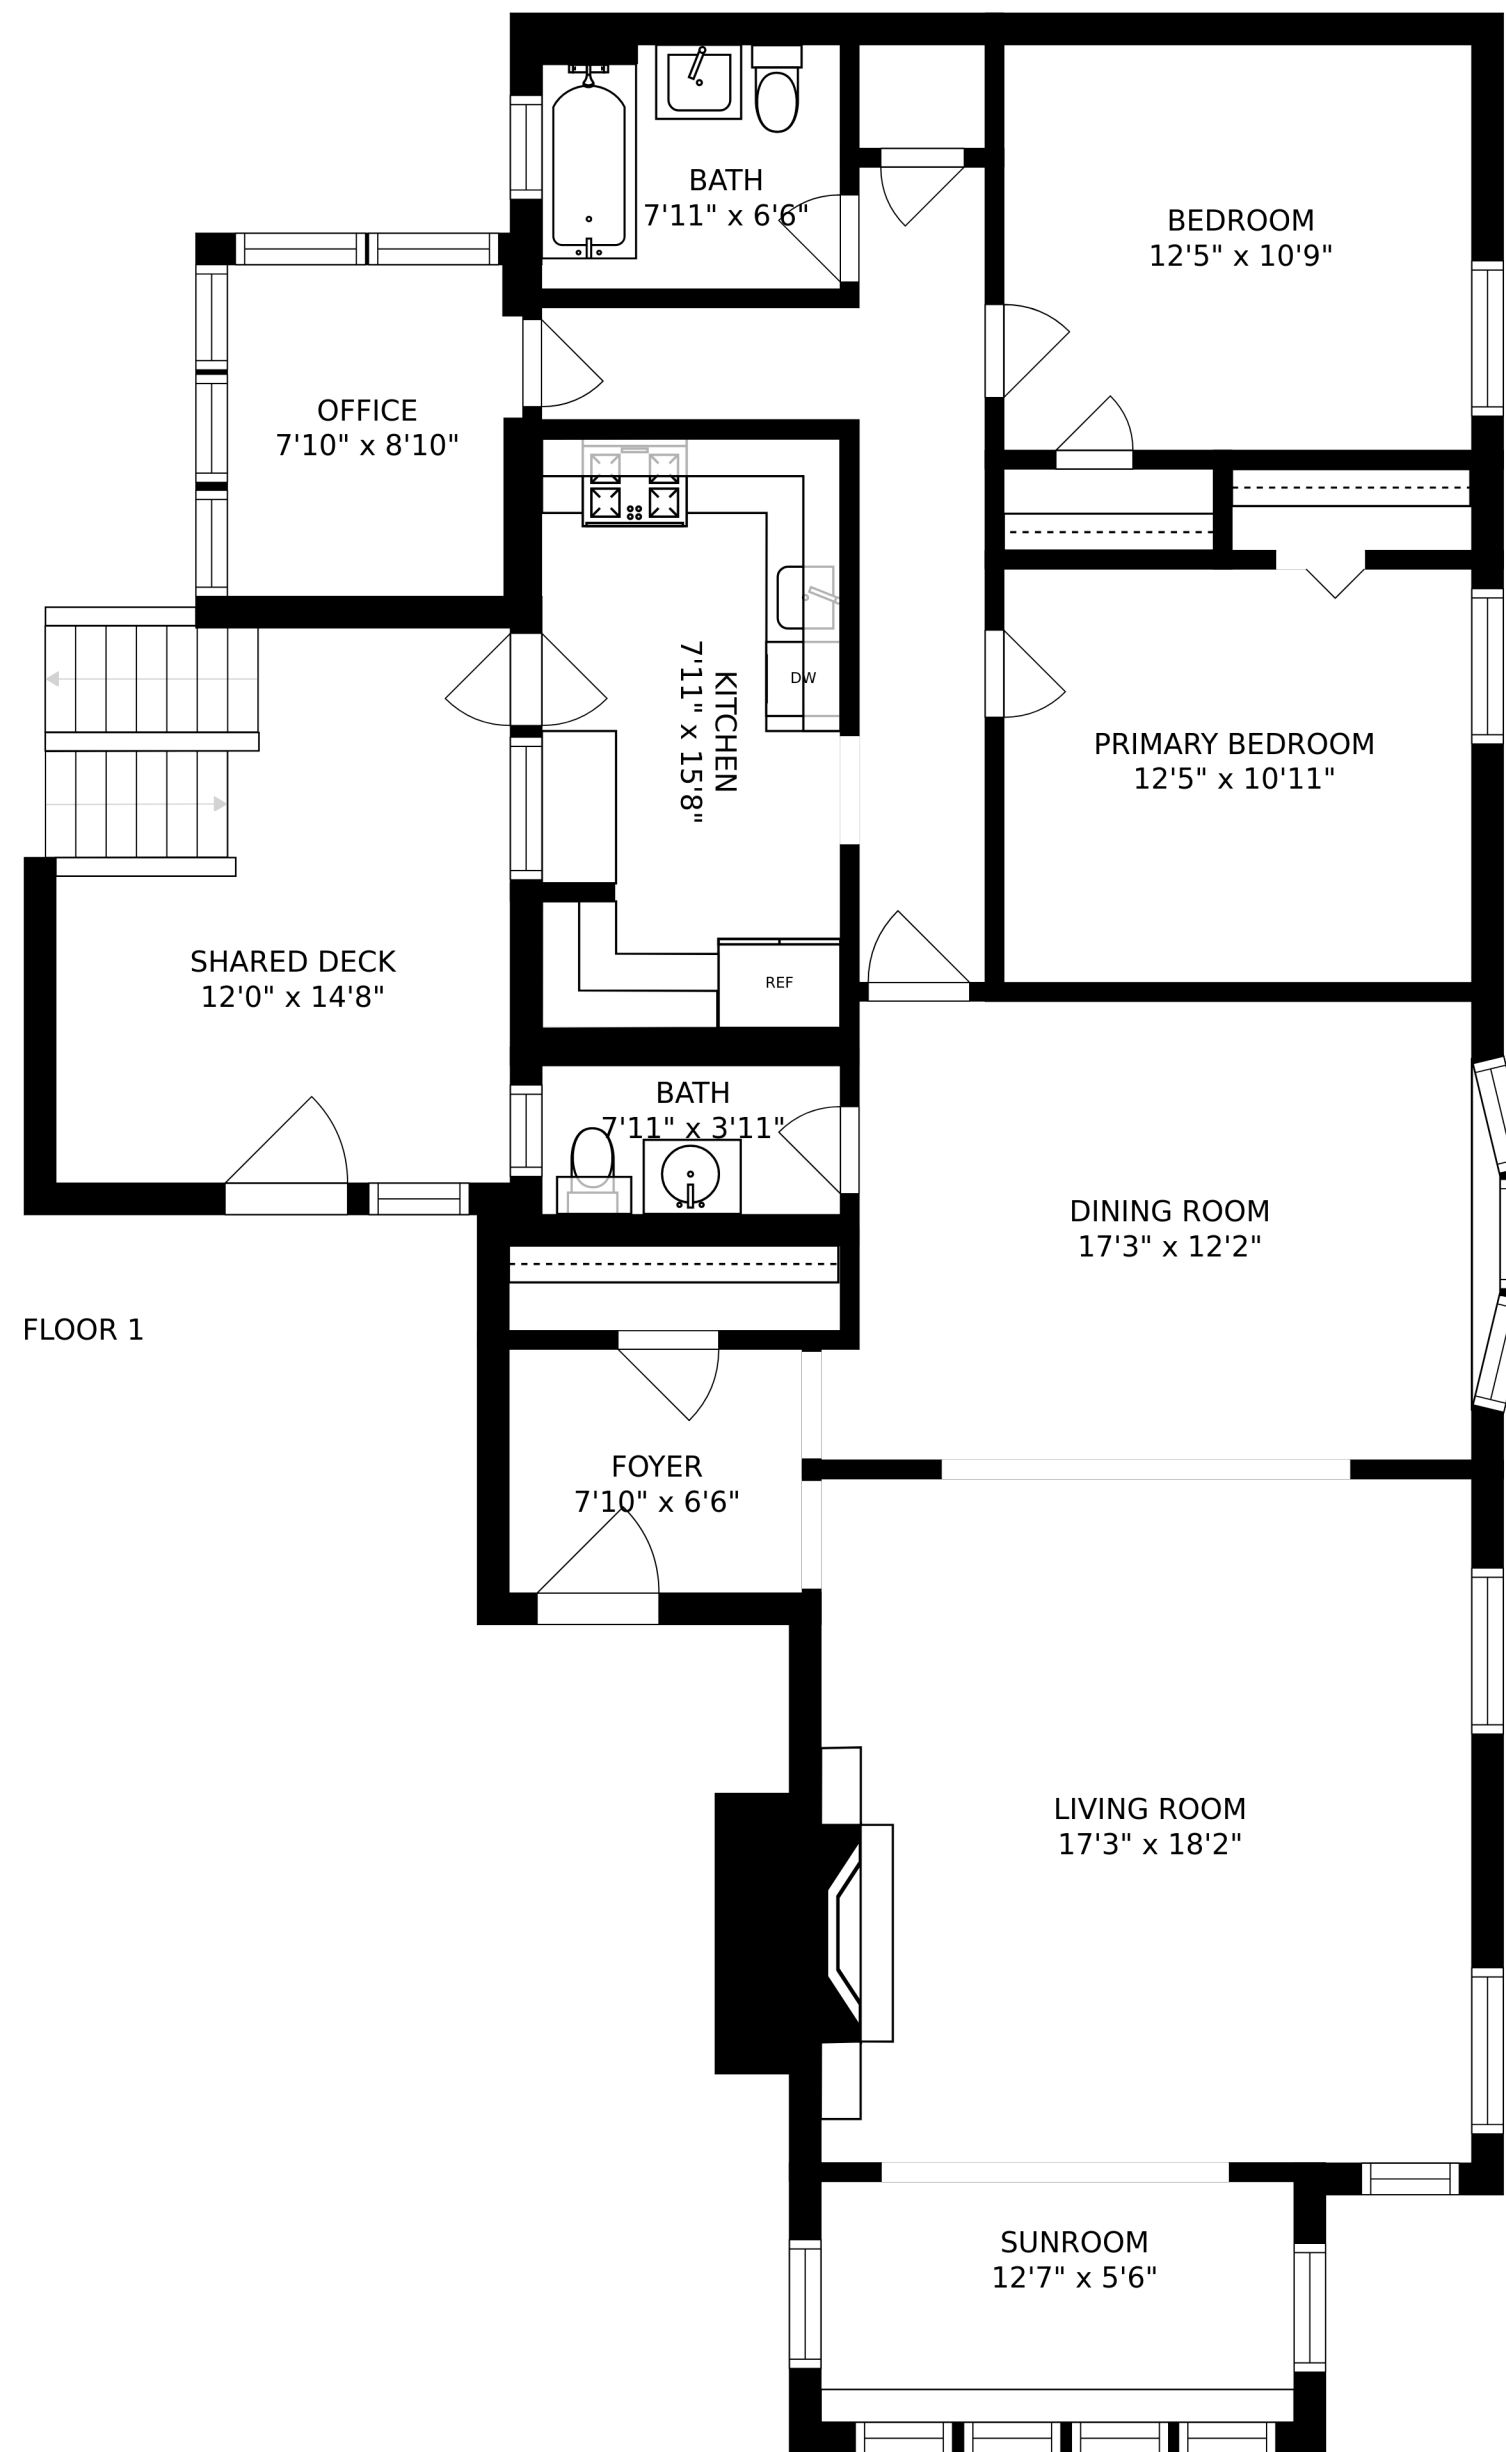 BATH
7'11" x 6'6"
BEDROOM
12'5" x 10'9"
OFFICE
7'10" x 8'10"
KITCHEN
7'11" x 15'8"
DW
PRIMARY BEDROOM
12'5" x 10'11"
SHARED DECK
12'0" x 14'8"
REF
BATH
7'11" x 3'11"
DINING ROOM
17'3" x 12'2"
FLOOR 1
FOYER
7'10" x 6'6"
LIVING ROOM
17'3" x 18'2"
SUNROOM
12'7" x 5'6"